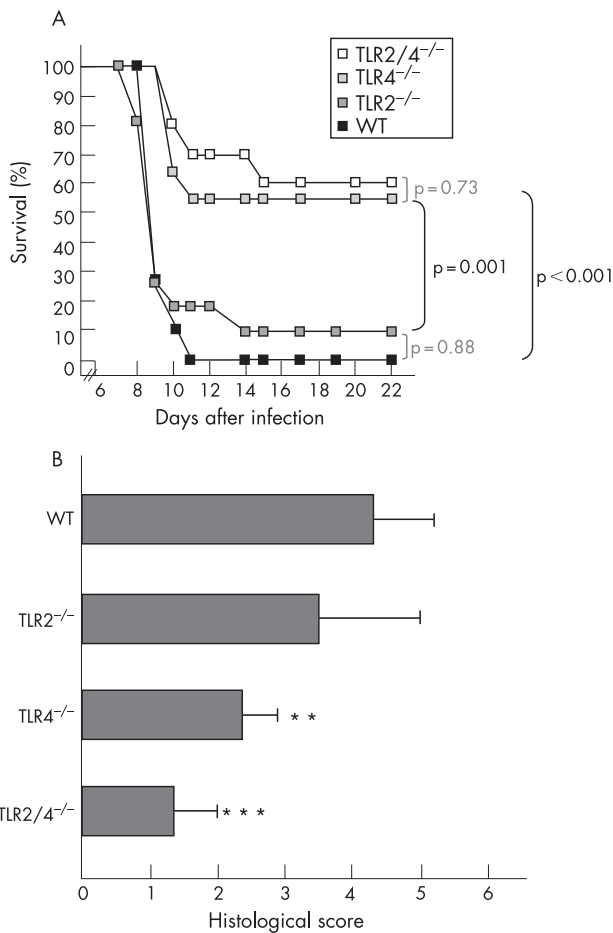 A
TLR2/4−/−
TLR4−/−
TLR2−/−
WT
100
90
80
70
60
50
40
30
20
10
0
Survival (%)
6 8 10 12 14 16 18 20 22
Days after infection
p=0.73
p=0.001
p<0.001
p=0.88
B
WT
TLR2−/−
TLR4−/−
* *
TLR2/4−/−
* * *
0 1 2 3 4 5 6
Histological score